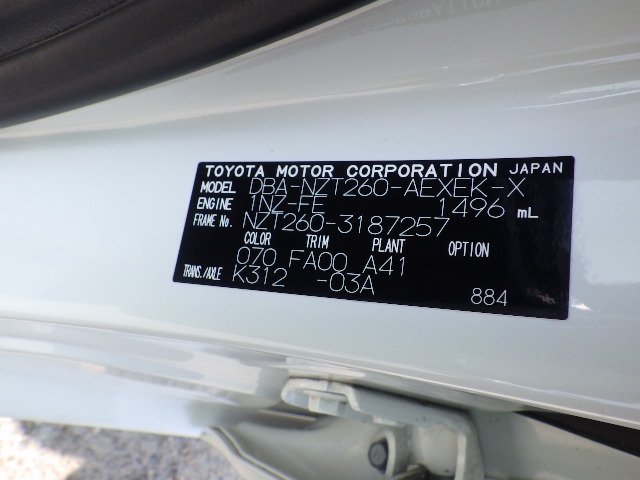 TOYOTA MOTOR CORPORATION JAPAN
MODEL DBA-NZT260-AEXEK-X
ENGINE 1NZ-FE 1496 mL
FRAME No. NZT260-3187257
COLOR TRIM PLANT OPTION
070 FA00 A41
TRANS./AXLE K312 -03A
884